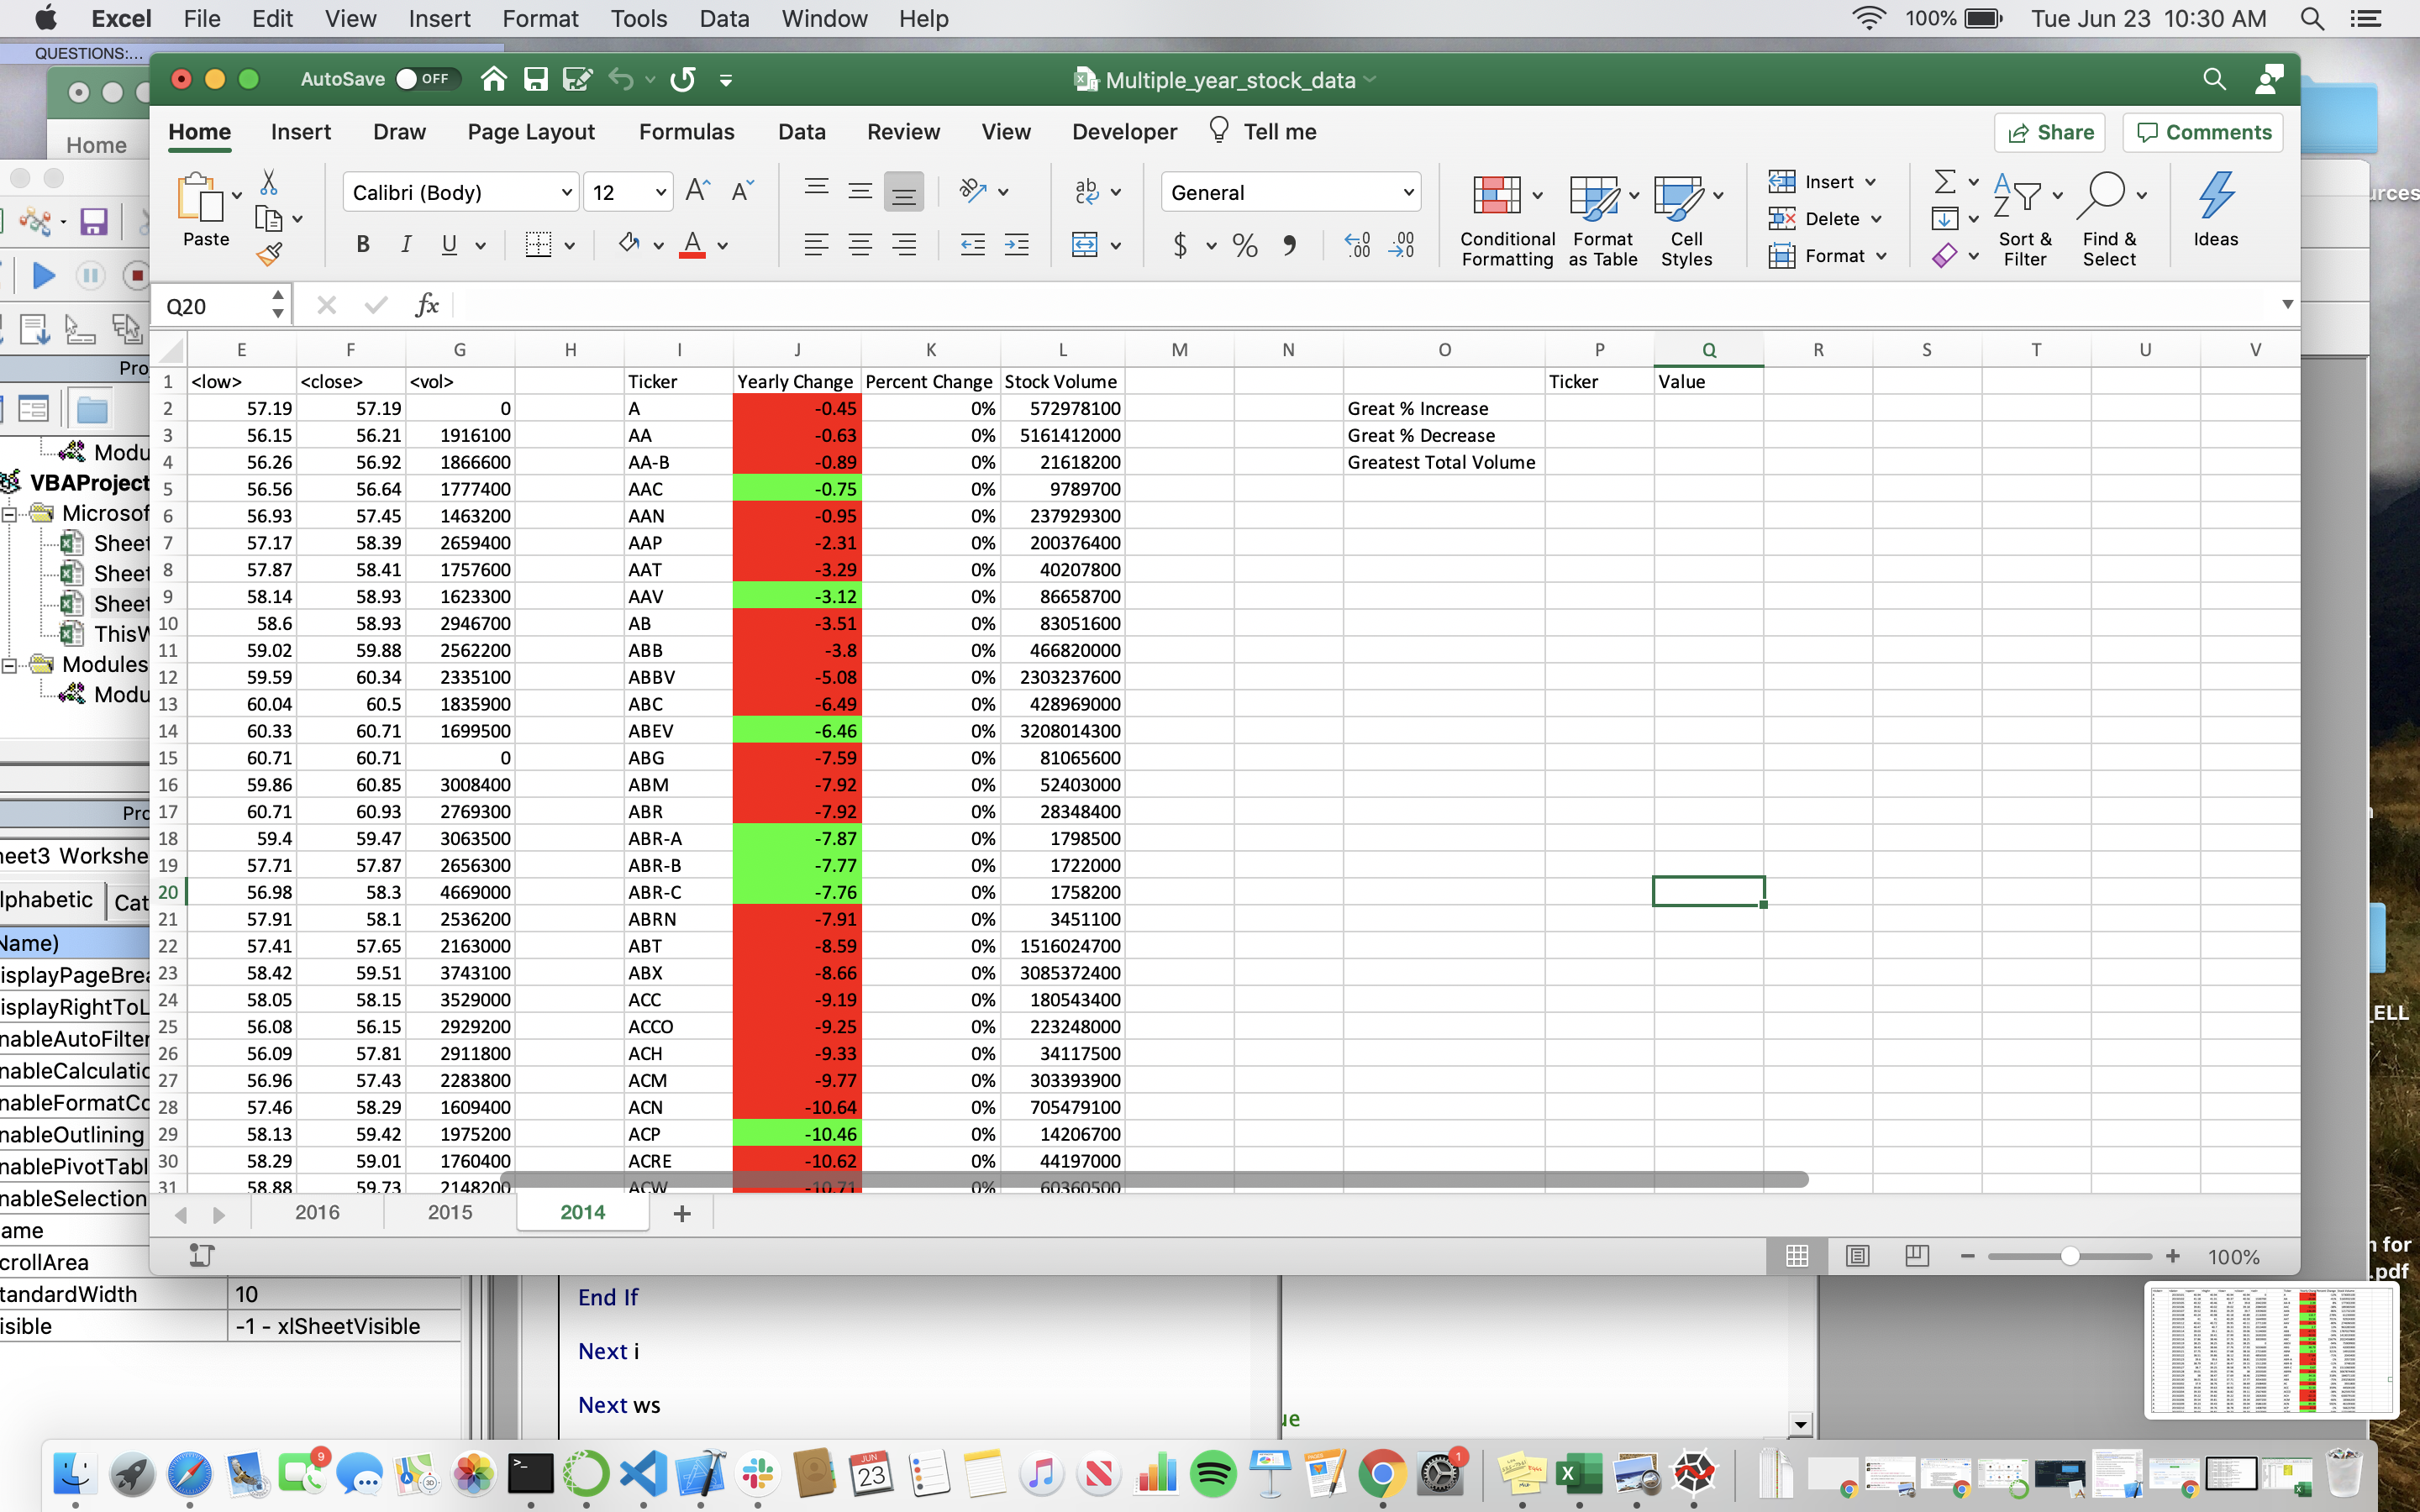 Excel File Edit View Insert Format Tools Data Window Help 100% Tue Jun 23 10:30 AM
QUESTIONS:...
AutoSave OFF Multiple_year_stock_data
Home
Home Insert Draw Page Layout Formulas Data Review View Developer Tell me Share Comments
Paste Calibri (Body) 12 General Conditional Formatting Format as Table Cell Styles Insert Delete Format Sort & Filter Find & Select Ideas
Q20 fx
E F G H I J K L M N O P Q R S T U V
1 <low> <close> <vol> Ticker Yearly Change Percent Change Stock Volume Ticker Value
2 57.19 57.19 0 A -0.45 0% 572978100 Great % Increase
3 56.15 56.21 1916100 AA -0.63 0% 5161412000 Great % Decrease
4 56.26 56.92 1866600 AA-B -0.89 0% 21618200 Greatest Total Volume
5 56.56 56.64 1777400 AAC -0.75 0% 9789700
6 56.93 57.45 1463200 AAN -0.95 0% 237929300
7 57.17 58.39 2659400 AAP -2.31 0% 200376400
8 57.87 58.41 1757600 AAT -3.29 0% 40207800
9 58.14 58.93 1623300 AAV -3.12 0% 86658700
10 58.6 58.93 2946700 AB -3.51 0% 83051600
11 59.02 59.88 2562200 ABB -3.8 0% 466820000
12 59.59 60.34 2335100 ABBV -5.08 0% 2303237600
13 60.04 60.5 1835900 ABC -6.49 0% 428969000
14 60.33 60.71 1699500 ABEV -6.46 0% 3208014300
15 60.71 60.71 0 ABG -7.59 0% 81065600
16 59.86 60.85 3008400 ABM -7.92 0% 52403000
17 60.71 60.93 2769300 ABR -7.92 0% 28348400
18 59.4 59.47 3063500 ABR-A -7.87 0% 1798500
19 57.71 57.87 2656300 ABR-B -7.77 0% 1722000
20 56.98 58.3 4669000 ABR-C -7.76 0% 1758200
21 57.91 58.1 2536200 ABRN -7.91 0% 3451100
22 57.41 57.65 2163000 ABT -8.59 0% 1516024700
23 58.42 59.51 3743100 ABX -8.66 0% 3085372400
24 58.05 58.15 3529000 ACC -9.19 0% 180543400
25 56.08 56.15 2929200 ACCO -9.25 0% 223248000
26 56.09 57.81 2911800 ACH -9.33 0% 34117500
27 56.96 57.43 2283800 ACM -9.77 0% 303393900
28 57.46 58.29 1609400 ACN -10.64 0% 705479100
29 58.13 59.42 1975200 ACP -10.46 0% 14206700
30 58.29 59.01 1760400 ACRE -10.62 0% 44197000
31 58.88 59.73 2148200 ACW -10.71 0% 60360500
2016 2015 2014
100%
Pro
Modu
VBAProject
Microsof
Sheet
Sheet
Sheet
ThisW
Modules
Modu
Pro
heet3 Workshe
lphabetic Cat
Name)
isplayPageBrea
isplayRightToL
nableAutoFilter
nableCalculatio
nableFormatCo
nableOutlining
nablePivotTabl
nableSelection
ame
crollArea
tandardWidth 10
isible -1 - xlSheetVisible
End If
Next i
Next ws
ue
urces
_ELL
n for
.pdf
9
JUN
23
1